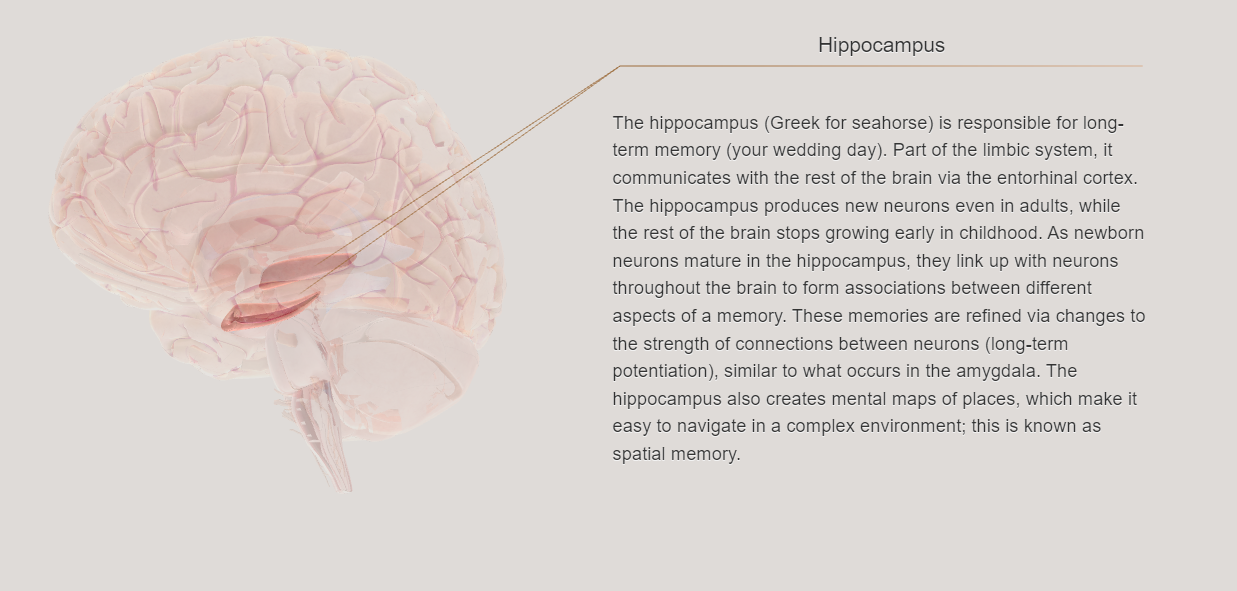 Hippocampus
The hippocampus (Greek for seahorse) is responsible for long-
term memory (your wedding day). Part of the limbic system, it
communicates with the rest of the brain via the entorhinal cortex.
The hippocampus produces new neurons even in adults, while
the rest of the brain stops growing early in childhood. As newborn
neurons mature in the hippocampus, they link up with neurons
throughout the brain to form associations between different
aspects of a memory. These memories are refined via changes to
the strength of connections between neurons (long-term
potentiation), similar to what occurs in the amygdala. The
hippocampus also creates mental maps of places, which make it
easy to navigate in a complex environment; this is known as
spatial memory.